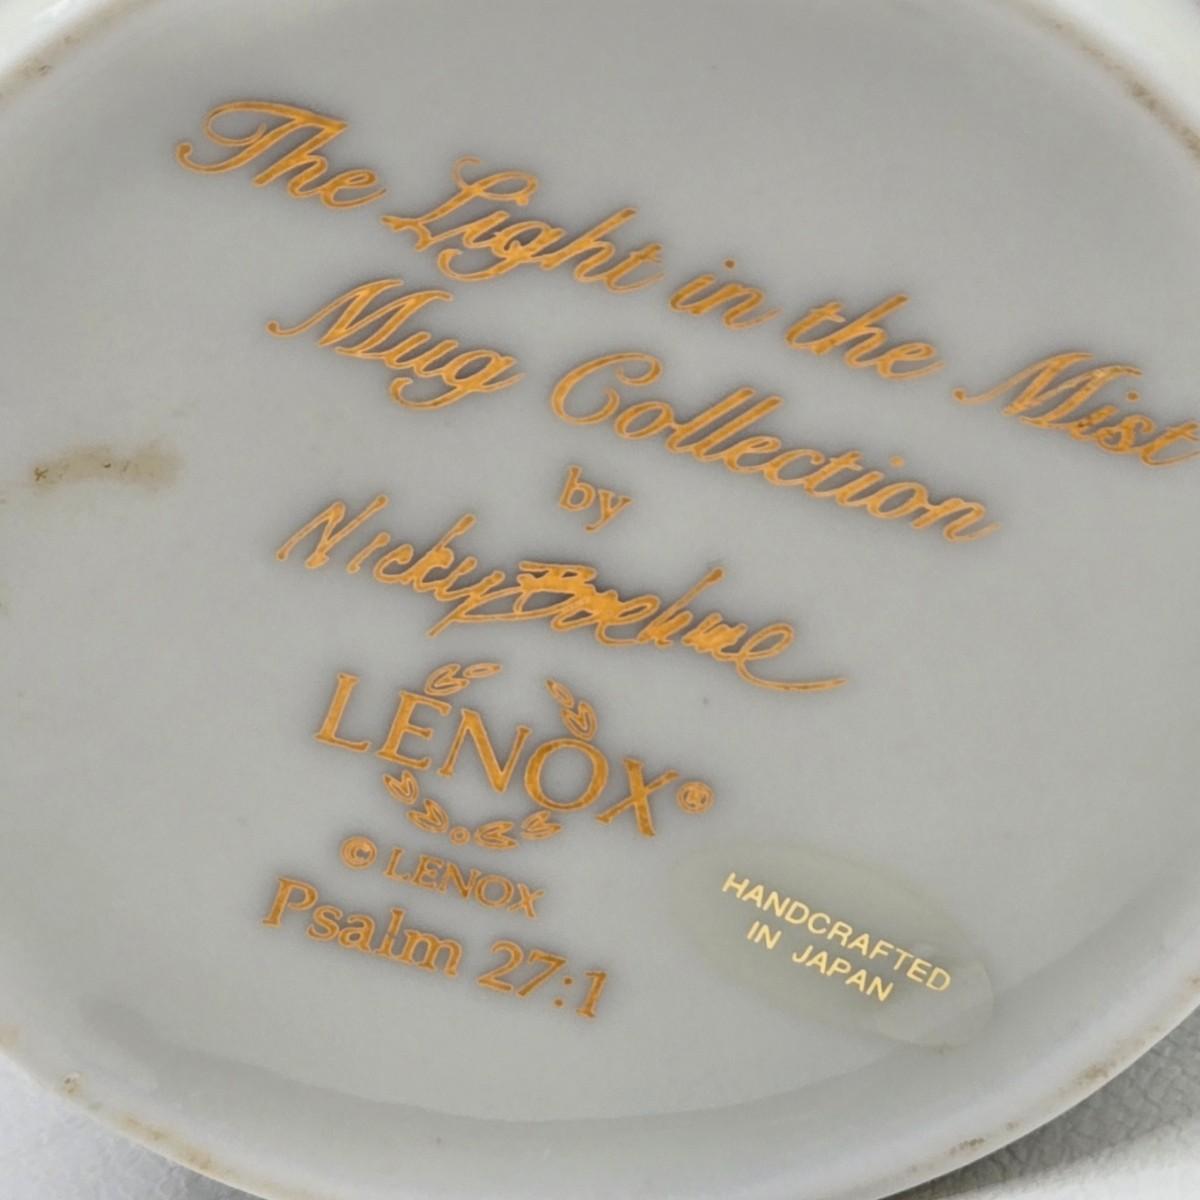 The Light in the Mist
Mug Collection
by
Nicky Boehme
LENOX®
© LENOX
Psalm 27:1
HANDCRAFTED
IN JAPAN